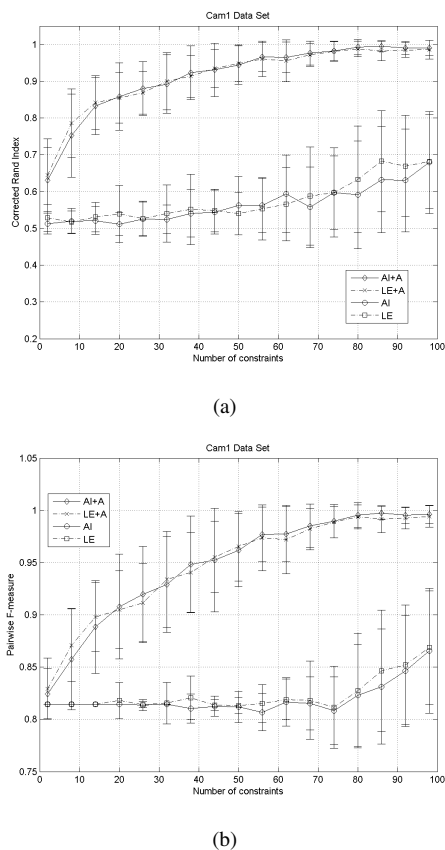 Cam1 Data Set
1
0.9
0.8
0.7
0.6
0.5
0.4
0.3
0.2
Corrected Rand Index
AI+A
LE+A
AI
LE
0 10 20 30 40 50 60 70 80 90 100
Number of constraints
(a)
Cam1 Data Set
1.05
1
0.95
0.9
0.85
0.8
0.75
Pairwise F-measure
AI+A
LE+A
AI
LE
0 10 20 30 40 50 60 70 80 90 100
Number of constraints
(b)